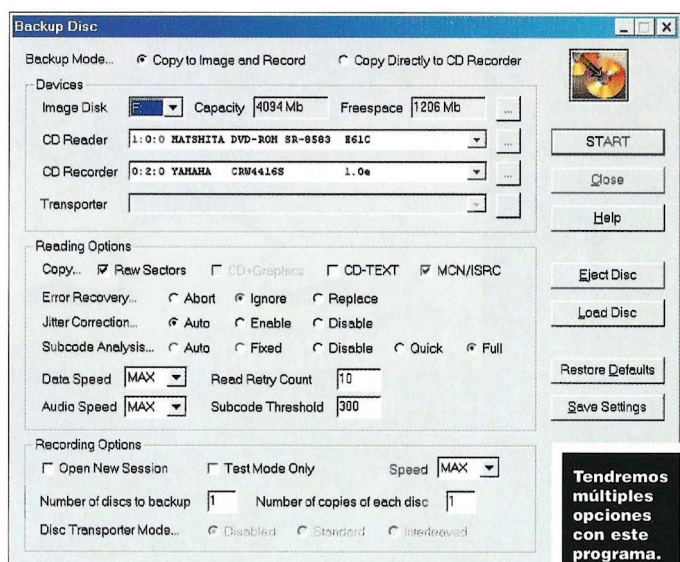 Backup Disc
Backup Mode... Copy to Image and Record Copy Directly to CD Recorder
Devices
Image Disk F: Capacity 4094 Mb Freespace 1206 Mb ...
CD Reader 1:0:0 MATSHITA DVD-ROM SR-8583 E61C ...
CD Recorder 0:2:0 YAMAHA CRW4416S 1.0e ...
Transporter
START
Close
Help
Reading Options
Copy... Raw Sectors CD+Graphics CD-TEXT MCN/ISRC
Error Recovery... Abort Ignore Replace
Jitter Correction... Auto Enable Disable
Subcode Analysis... Auto Fixed Disable Quick Full
Data Speed MAX Read Retry Count 10
Audio Speed MAX Subcode Threshold 300
Eject Disc
Load Disc
Restore Defaults
Save Settings
Recording Options
Open New Session Test Mode Only Speed MAX
Number of discs to backup 1 Number of copies of each disc 1
Disc Transporter Mode... Disabled Standard Interleaved
Tendremos
múltiples
opciones
con este
programa.